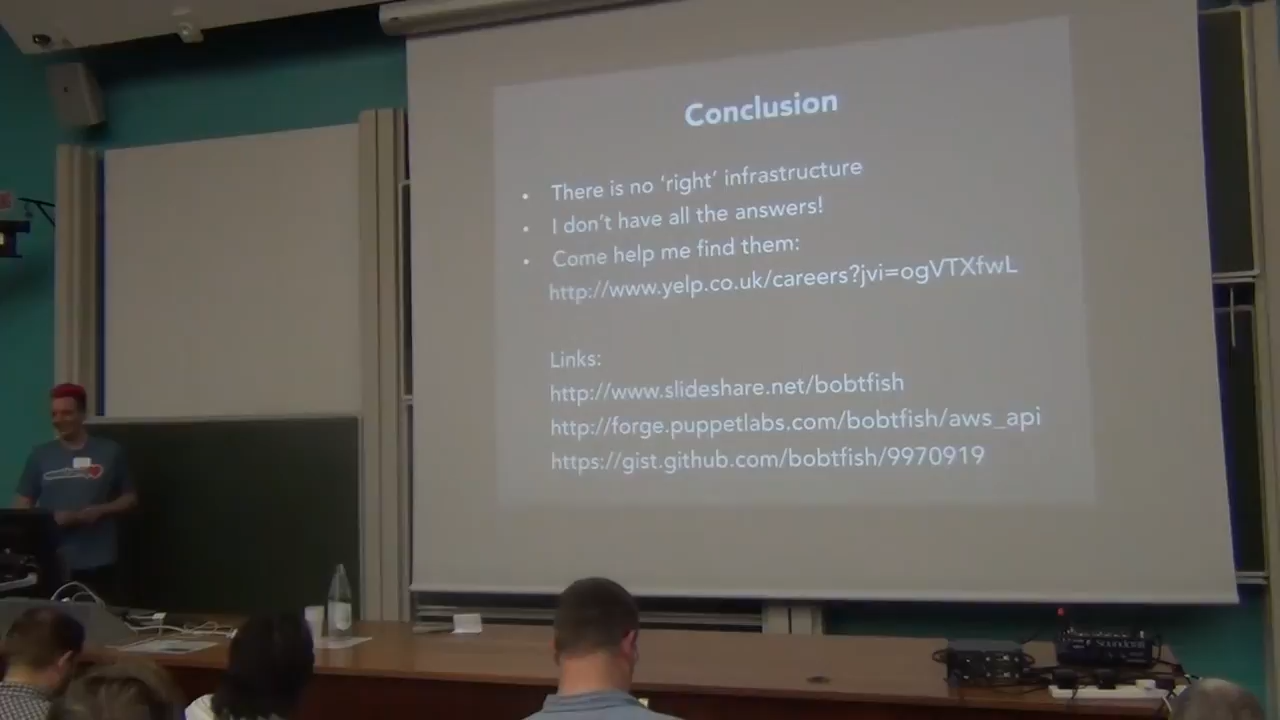 Conclusion
• There is no ‘right’ infrastructure
• I don’t have all the answers!
• Come help me find them:
http://www.yelp.co.uk/careers?jvi=ogVTXfwL
Links:
http://www.slideshare.net/bobtfish
http://forge.puppetlabs.com/bobtfish/aws_api
https://gist.github.com/bobtfish/9970919